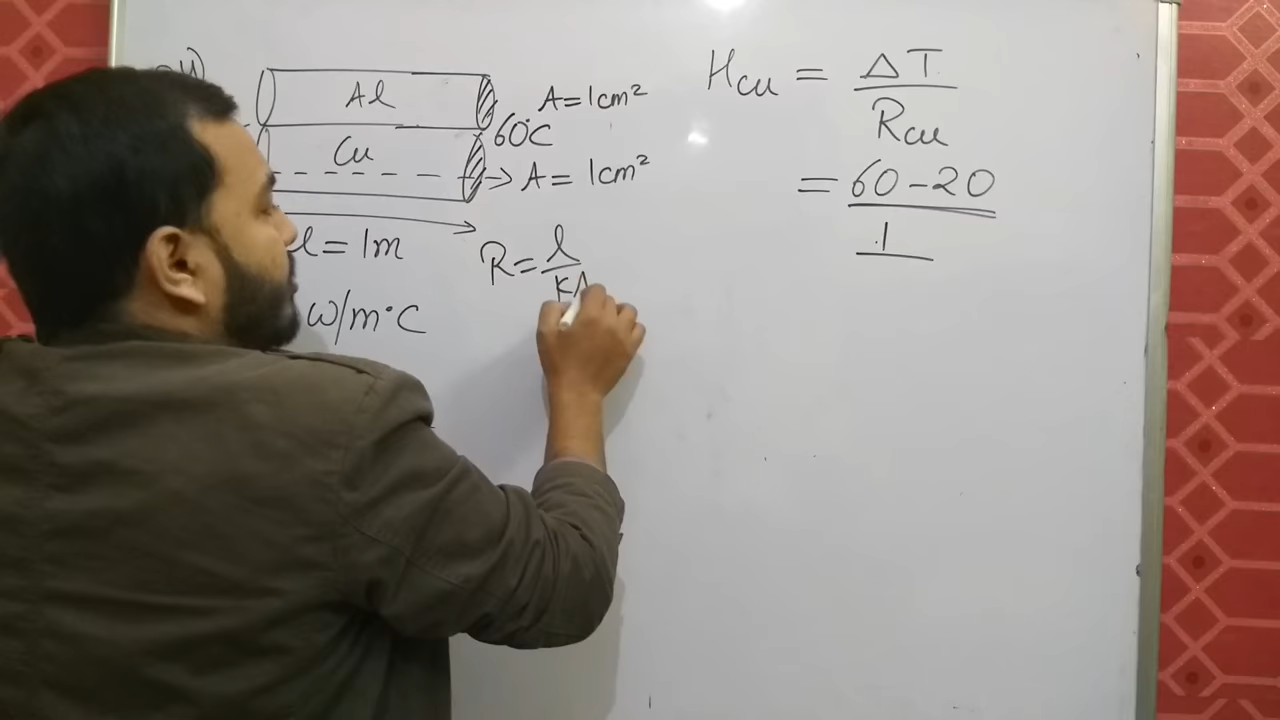 Al
A=1cm²
60°C
Cu
A=1cm²
l=1m
R=l/KA
W/m°C
Hcu = ΔT/Rcu
= 60-20/1